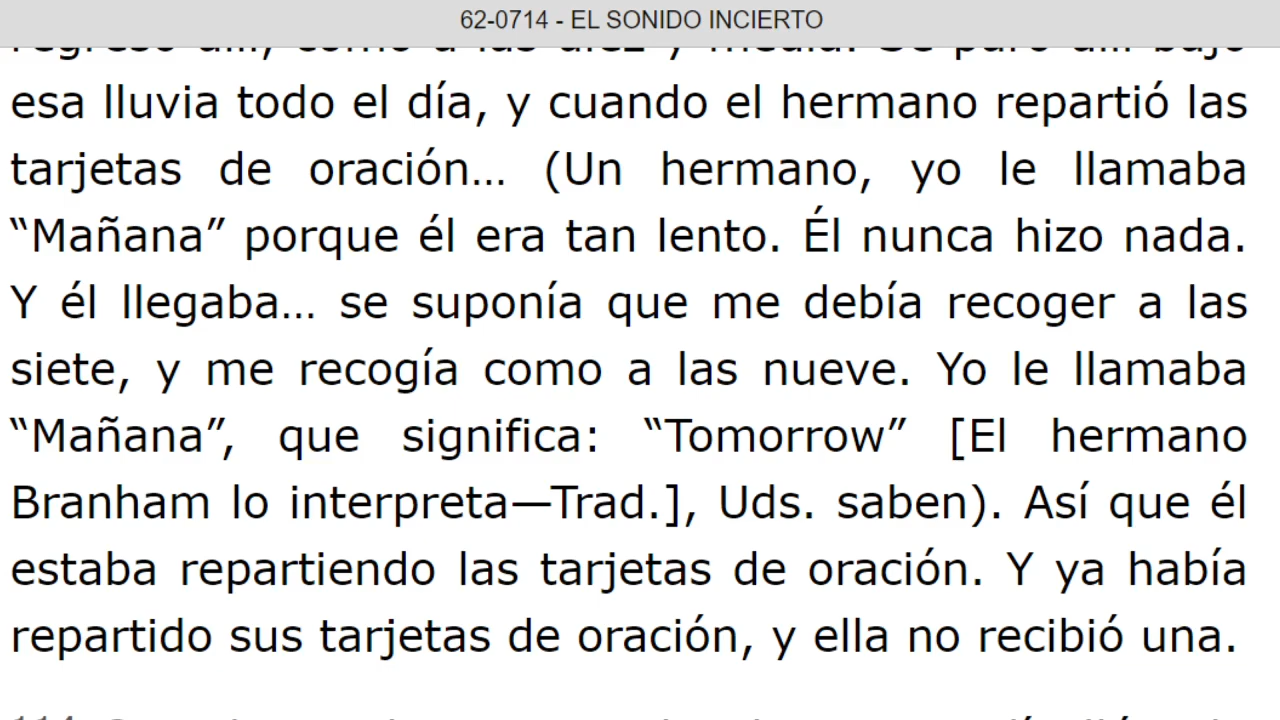 62-0714 - EL SONIDO INCIERTO
esa lluvia todo el día, y cuando el hermano repartió las
tarjetas de oración… (Un hermano, yo le llamaba
“Mañana” porque él era tan lento. Él nunca hizo nada.
Y él llegaba… se suponía que me debía recoger a las
siete, y me recogía como a las nueve. Yo le llamaba
“Mañana”, que significa: “Tomorrow” [El hermano
Branham lo interpreta—Trad.], Uds. saben). Así que él
estaba repartiendo las tarjetas de oración. Y ya había
repartido sus tarjetas de oración, y ella no recibió una.